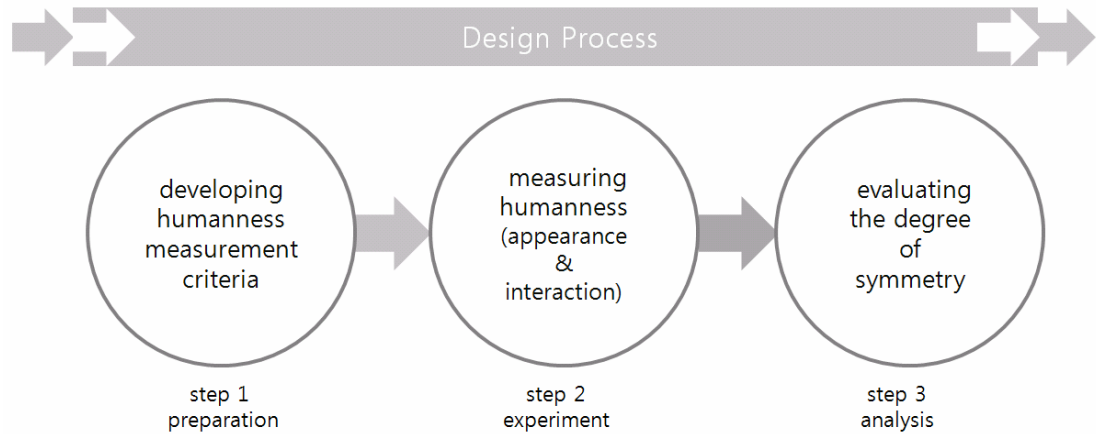 Design Process
developing
humanness
measurement
criteria
measuring
humanness
(appearance
&
interaction)
evaluating
the degree
of
symmetry
step 1
preparation
step 2
experiment
step 3
analysis